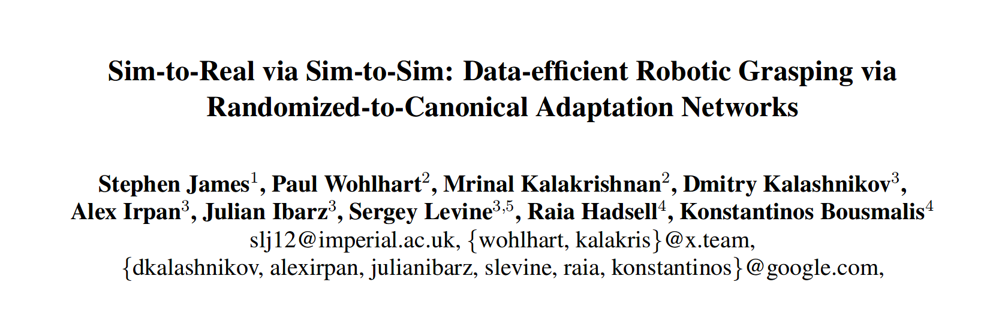 Sim-to-Real via Sim-to-Sim: Data-efficient Robotic Grasping via
Randomized-to-Canonical Adaptation Networks
Stephen James¹, Paul Wohlhart², Mrinal Kalakrishnan², Dmitry Kalashnikov³,
Alex Irpan³, Julian Ibarz³, Sergey Levine³,⁵, Raia Hadsell⁴, Konstantinos Bousmalis⁴
slj12@imperial.ac.uk, {wohlhart, kalakris}@x.team,
{dkalashnikov, alexirpan, julianibarz, slevine, raia, konstantinos}@google.com,